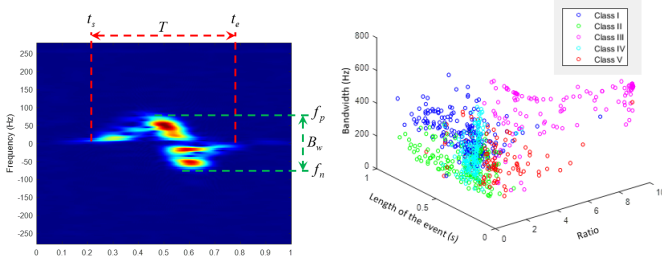 t_s
T
t_e
Frequency (Hz)
250
200
150
100
50
0
-50
-100
-150
-200
-250
0 0.1 0.2 0.3 0.4 0.5 0.6 0.7 0.8 0.9 1
f_p
B_w
f_n
Class I
Class II
Class III
Class IV
Class V
Bandwidth (Hz)
800
600
400
200
0
1
0.5
0
Length of the event (s)
0 2 4 6 8 10
Ratio